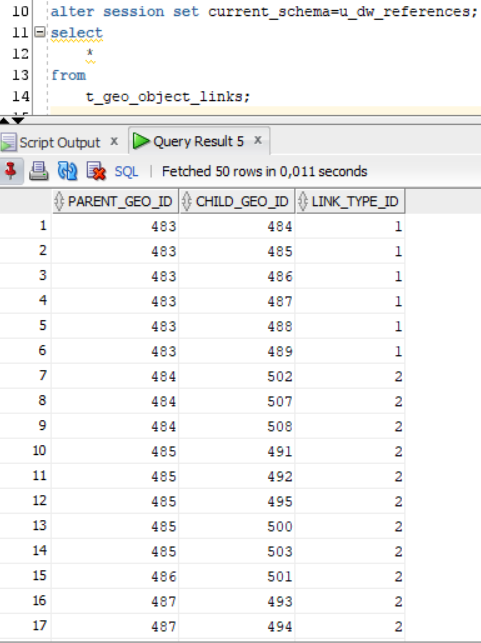 10 alter session set current_schema=u_dw_references;
11 select
12 *
13 from
14 t_geo_object_links;
Script Output x Query Result 5 x
SQL | Fetched 50 rows in 0,011 seconds
PARENT_GEO_ID CHILD_GEO_ID LINK_TYPE_ID
1 483 484 1
2 483 485 1
3 483 486 1
4 483 487 1
5 483 488 1
6 483 489 1
7 484 502 2
8 484 507 2
9 484 508 2
10 485 491 2
11 485 492 2
12 485 495 2
13 485 500 2
14 485 503 2
15 486 501 2
16 487 493 2
17 487 494 2